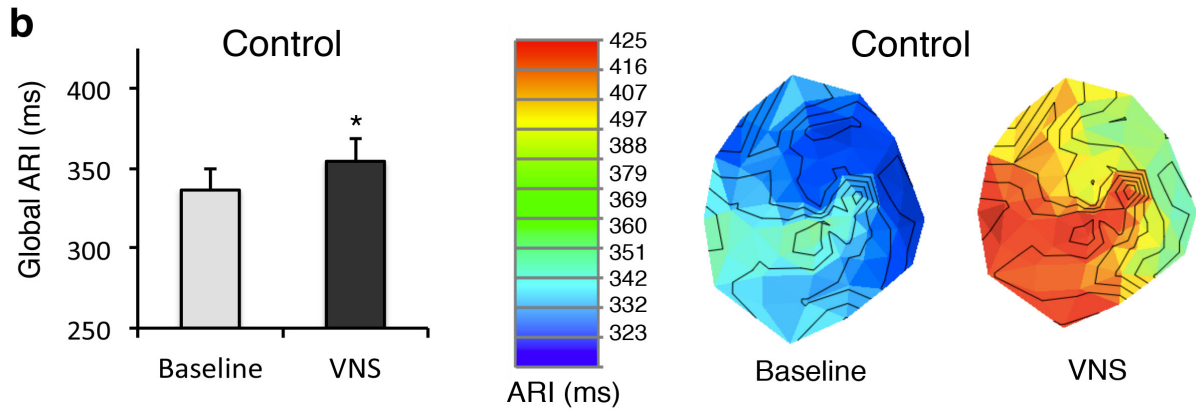 b
Control
Global ARI (ms)
400
350
300
250
*
Baseline
VNS
425
416
407
497
388
379
369
360
351
342
332
323
ARI (ms)
Control
Baseline
VNS